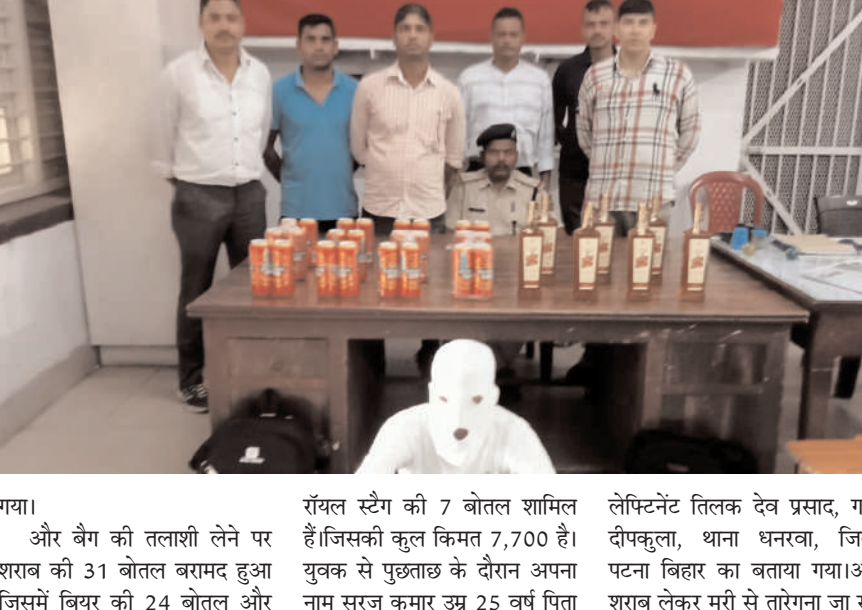 गया।
और बैग की तलाशी लेने पर
शराब की 31 बोतल बरामद हुआ
जिसमें बियर की 24 बोतल और
रॉयल स्टैग की 7 बोतल शामिल
हैं।जिसकी कुल किमत 7,700 है।
युवक से पुछताछ के दौरान अपना
नाम सूरज कुमार उम्र 25 वर्ष पिता
लेफ्टिनेंट तिलक देव प्रसाद,
दीपकुला, थाना धनरवा,
पटना बिहार का बताया गया।
शराब लेकर मूरी से तारेगना जा